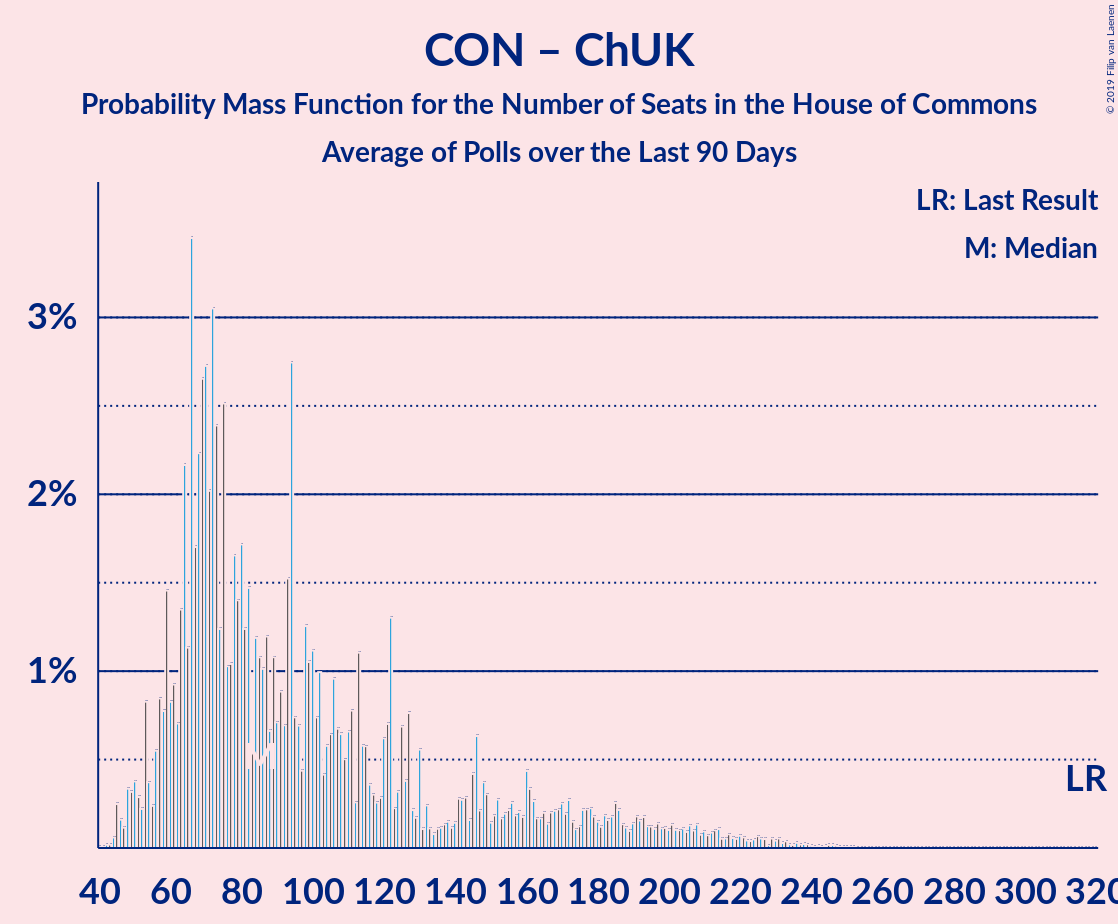 CON – ChUK
Probability Mass Function for the Number of Seats in the House of Commons
Average of Polls over the Last 90 Days
© 2019 Filip van Laenen
LR: Last Result
M: Median
3%
2%
1%
M
LR
40 60 80 100 120 140 160 180 200 220 240 260 280 300 320